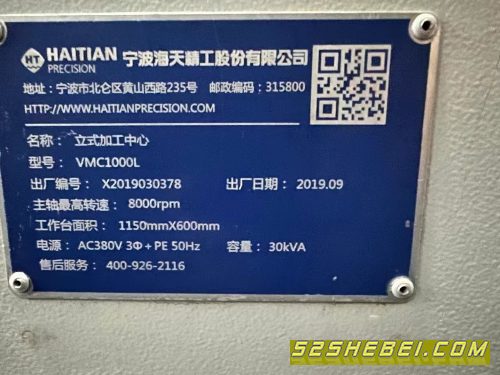 HAITIAN PRECISION 宁波海天精工股份有限公司
地址：宁波市北仑区黄山西路235号 邮政编码：315800
HTTP://WWW.HAITIANPRECISION.COM
名称：立式加工中心
型号：VMC1000L
出厂编号：X2019030378 出厂日期：2019.09
主轴最高转速：8000rpm
工作台面积：1150mmX600mm
电源：AC380V 3Φ+PE 50Hz 容量：30kVA
售后服务：400-926-2116
52SHEBEI.COM